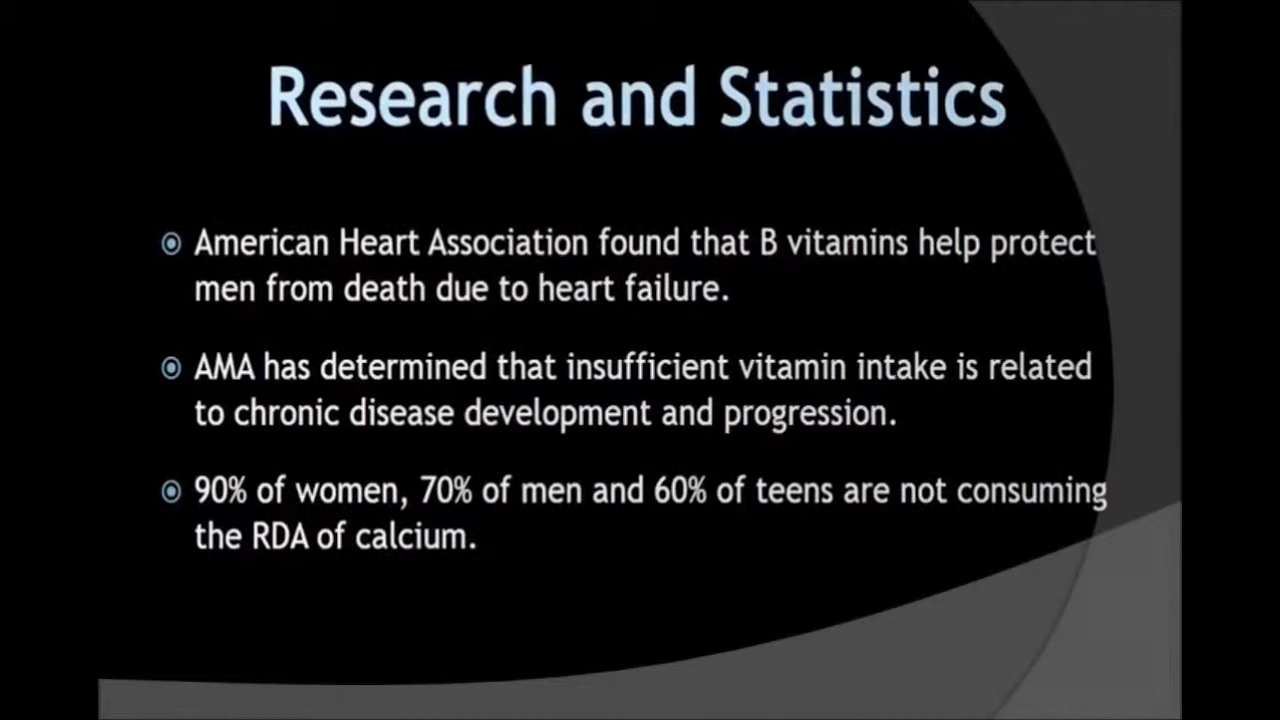 Research and Statistics
American Heart Association found that B vitamins help protect
men from death due to heart failure.
AMA has determined that insufficient vitamin intake is related
to chronic disease development and progression.
90% of women, 70% of men and 60% of teens are not consuming
the RDA of calcium.